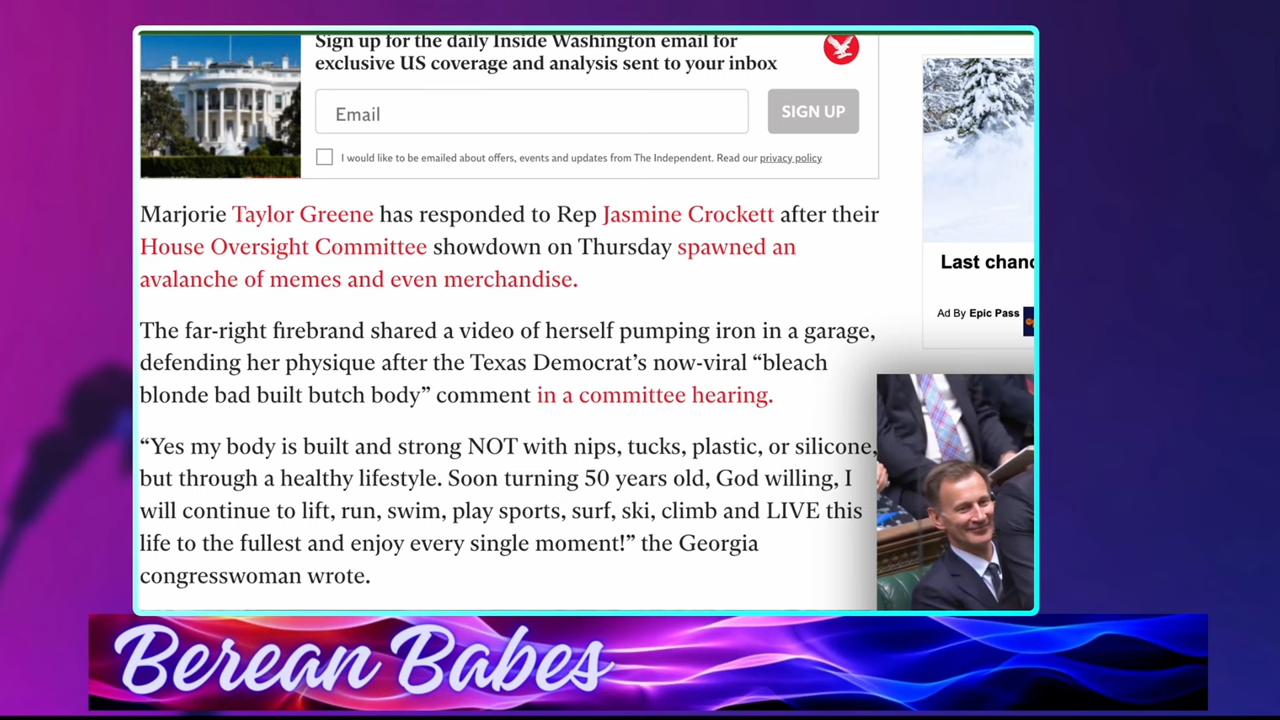 Sign up for the daily Inside Washington email for
exclusive US coverage and analysis sent to your inbox
Email
SIGN UP
I would like to be emailed about offers, events and updates from The Independent. Read our privacy policy
Marjorie Taylor Greene has responded to Rep Jasmine Crockett after their
House Oversight Committee showdown on Thursday spawned an
avalanche of memes and even merchandise.
The far-right firebrand shared a video of herself pumping iron in a garage,
defending her physique after the Texas Democrat’s now-viral “bleach
blonde bad built butch body” comment in a committee hearing.
“Yes my body is built and strong NOT with nips, tucks, plastic, or silicone,
but through a healthy lifestyle. Soon turning 50 years old, God willing, I
will continue to lift, run, swim, play sports, surf, ski, climb and LIVE this
life to the fullest and enjoy every single moment!” the Georgia
congresswoman wrote.
Last chanc
Ad By Epic Pass
Berean Babes